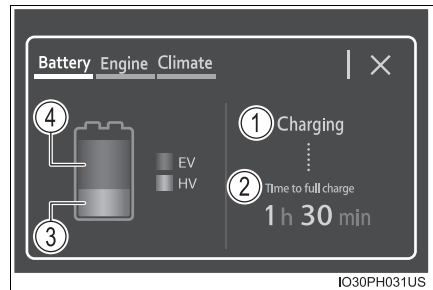 Battery Engine Climate
4
1 Charging
EV
HV
2 TIme to full charge
3
1 h 30 min
IO30PH031US